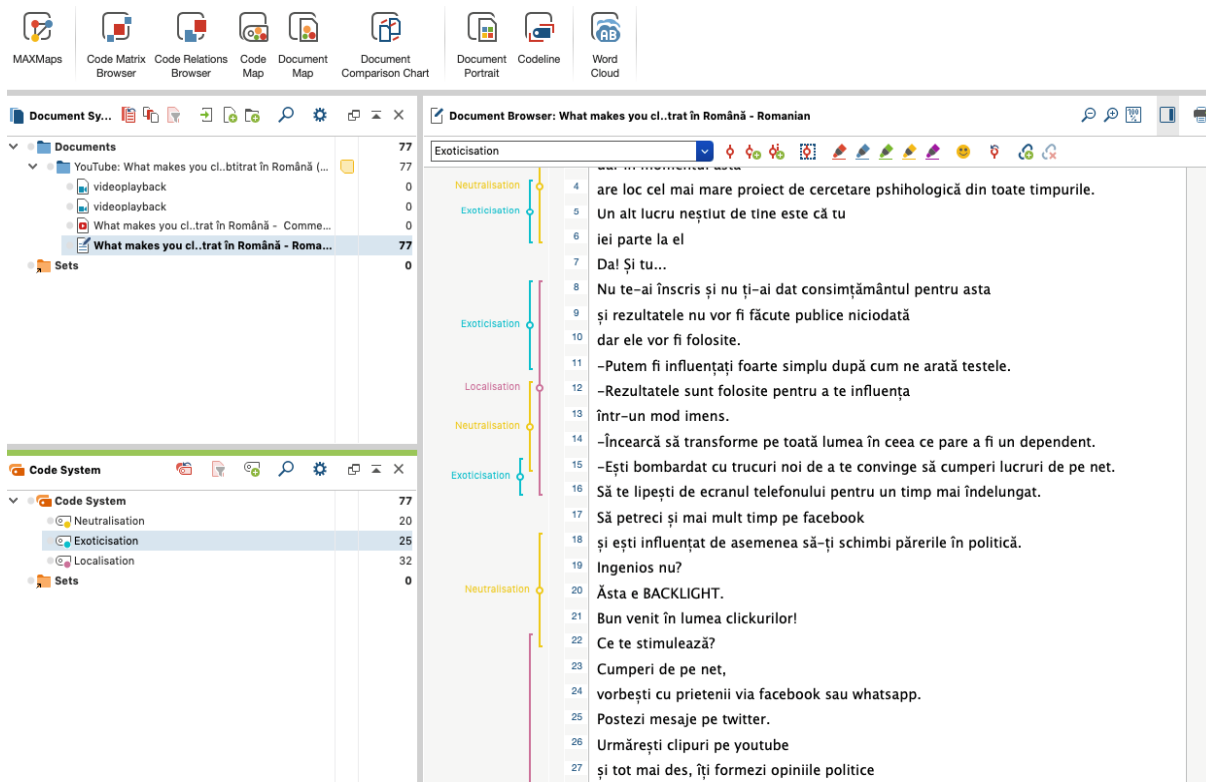 MAXMaps
Code Matrix Browser
Code Relations Browser
Code Map
Document Map
Document Comparison Chart
Document Portrait
Codeline
Word Cloud
Document Sy...
Documents 77
YouTube: What makes you cl..btitrat în Română (... 77
videoplayback 0
videoplayback 0
What makes you cl..trat în Română - Comme... 0
What makes you cl..trat în Română - Roma... 77
Sets 0
Code System
Code System 77
Neutralisation 20
Exoticisation 25
Localisation 32
Sets 0
Document Browser: What makes you cl..trat în Română - Romanian
Exoticisation
Neutralisation
Exoticisation
Exoticisation
Localisation
Neutralisation
Exoticisation
Neutralisation
dar în momentul asta
4 are loc cel mai mare proiect de cercetare pshihologică din toate timpurile.
5 Un alt lucru neștiut de tine este că tu
6 iei parte la el
7 Da! Și tu...
8 Nu te-ai înscris și nu ți-ai dat consimțământul pentru asta
9 și rezultatele nu vor fi făcute publice niciodată
10 dar ele vor fi folosite.
11 -Putem fi influențați foarte simplu după cum ne arată testele.
12 -Rezultatele sunt folosite pentru a te influența
13 într-un mod imens.
14 -Încearcă să transforme pe toată lumea în ceea ce pare a fi un dependent.
15 -Ești bombardat cu trucuri noi de a te convinge să cumperi lucruri de pe net.
16 Să te lipești de ecranul telefonului pentru un timp mai îndelungat.
17 Să petreci și mai mult timp pe facebook
18 și ești influențat de asemenea să-ți schimbi părerile în politică.
19 Ingenios nu?
20 Ăsta e BACKLIGHT.
21 Bun venit în lumea clickurilor!
22 Ce te stimulează?
23 Cumperi de pe net,
24 vorbești cu prietenii via facebook sau whatsapp.
25 Postezi mesaje pe twitter.
26 Urmărești clipuri pe youtube
27 și tot mai des, îți formezi opiniile politice